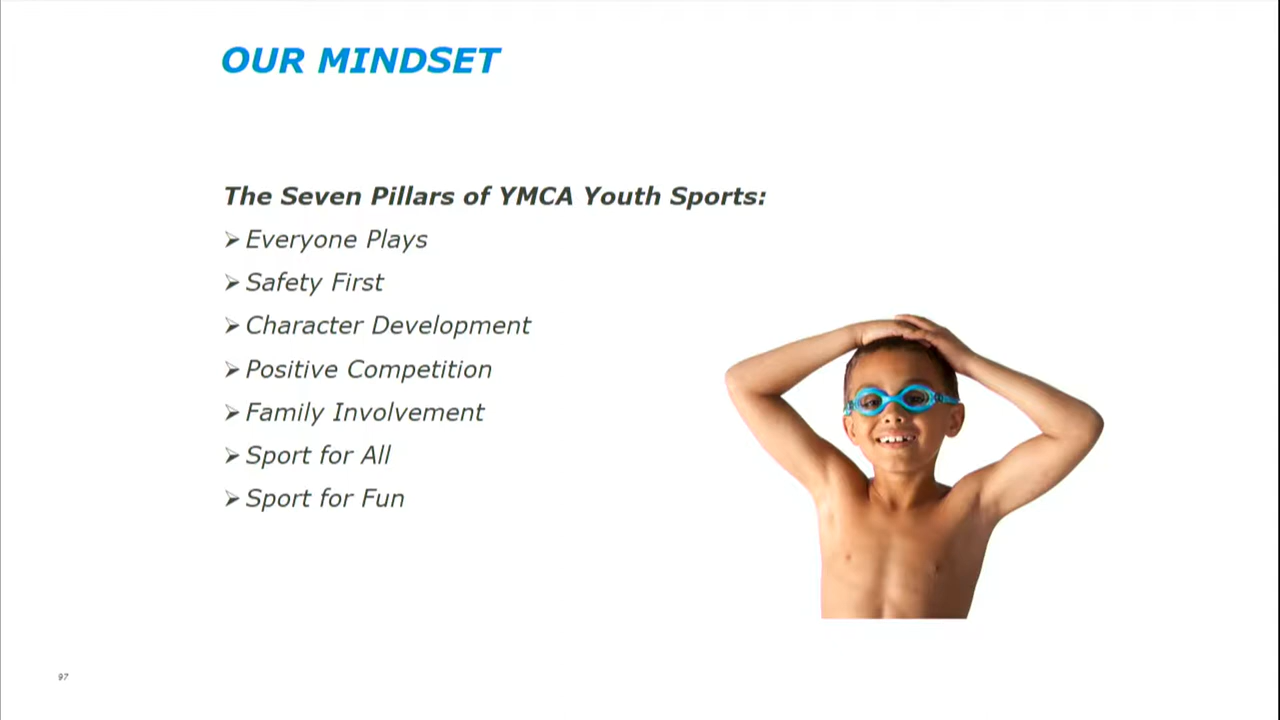 OUR MINDSET
The Seven Pillars of YMCA Youth Sports:
➢ Everyone Plays
➢ Safety First
➢ Character Development
➢ Positive Competition
➢ Family Involvement
➢ Sport for All
➢ Sport for Fun
97